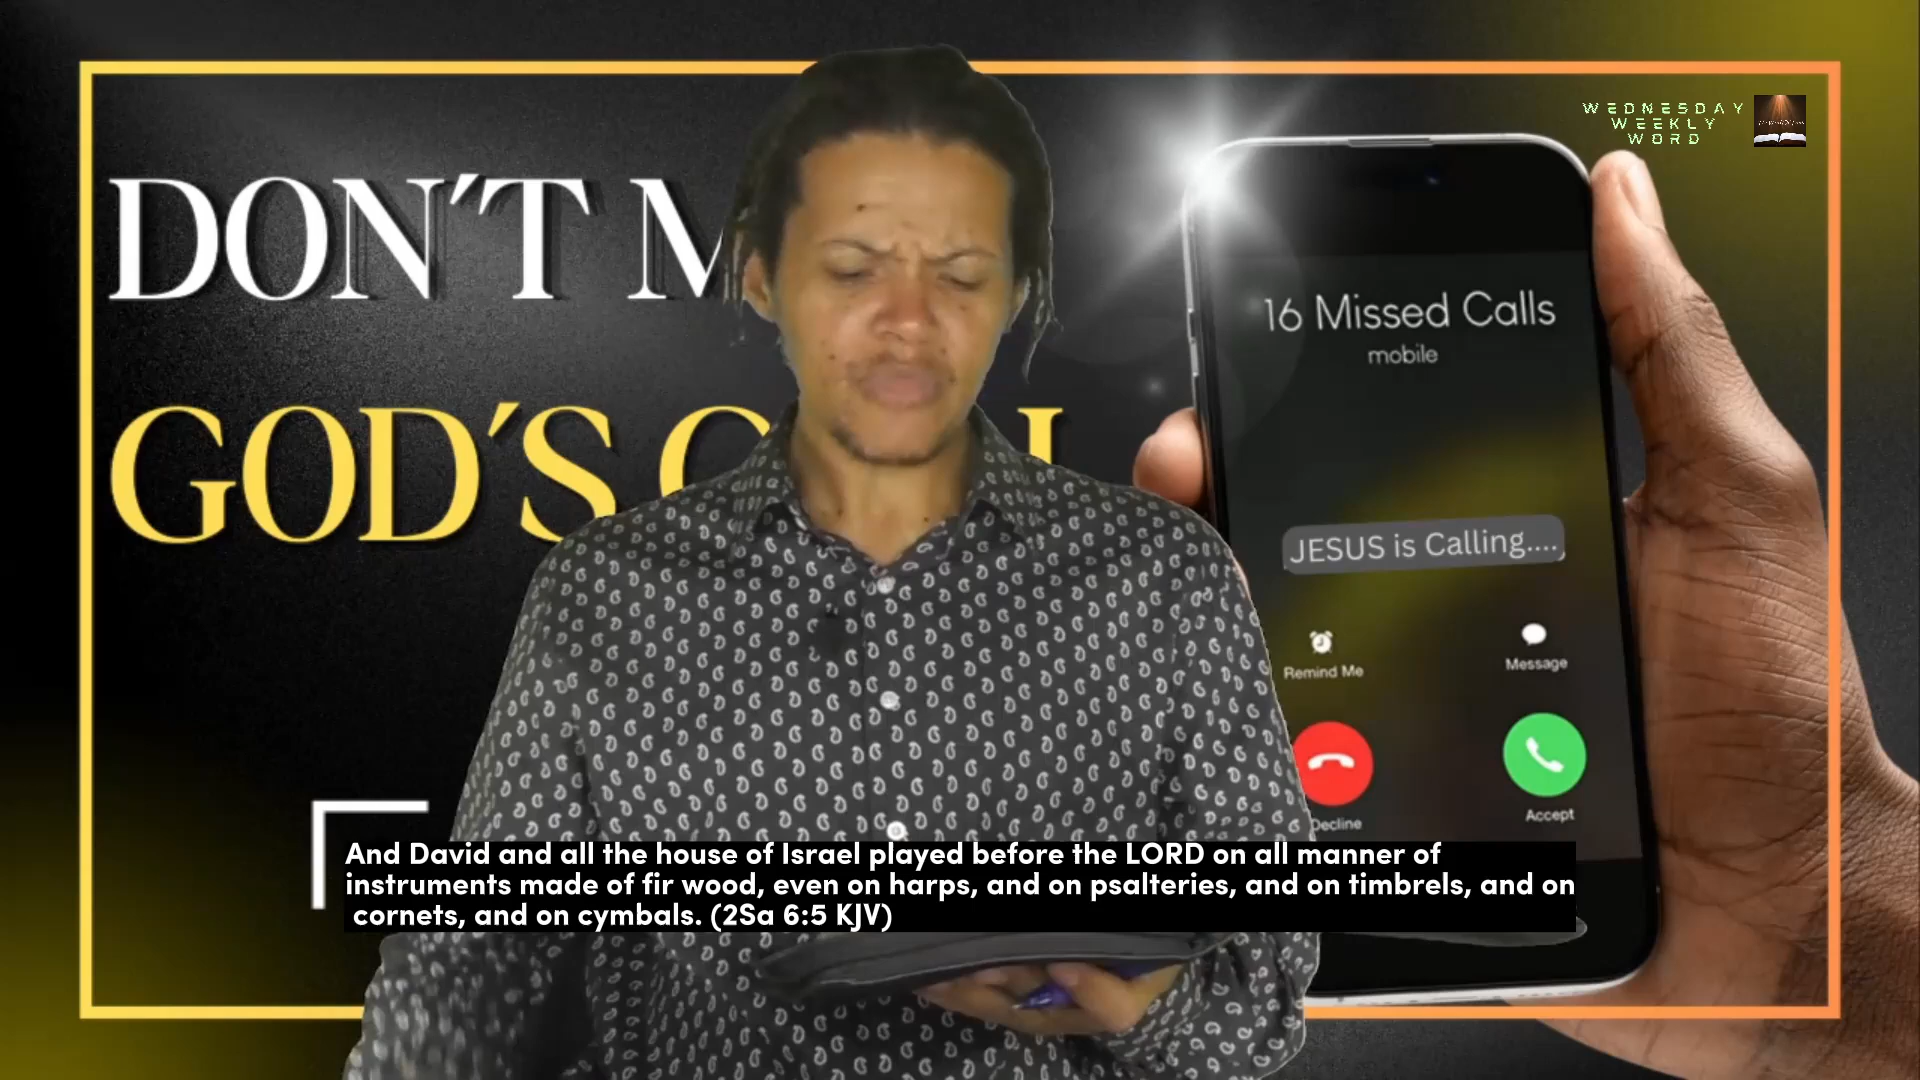 WEDNESDAY
WEEKLY
WORD
DON'T
GOD'S
16 Missed Calls
mobile
JESUS is Calling....
Remind Me
Message
Decline
Accept
And David and all the house of Israel played before the LORD on all manner of
instruments made of fir wood, even on harps, and on psalteries, and on timbrels, and on
cornets, and on cymbals. (2Sa 6:5 KJV)